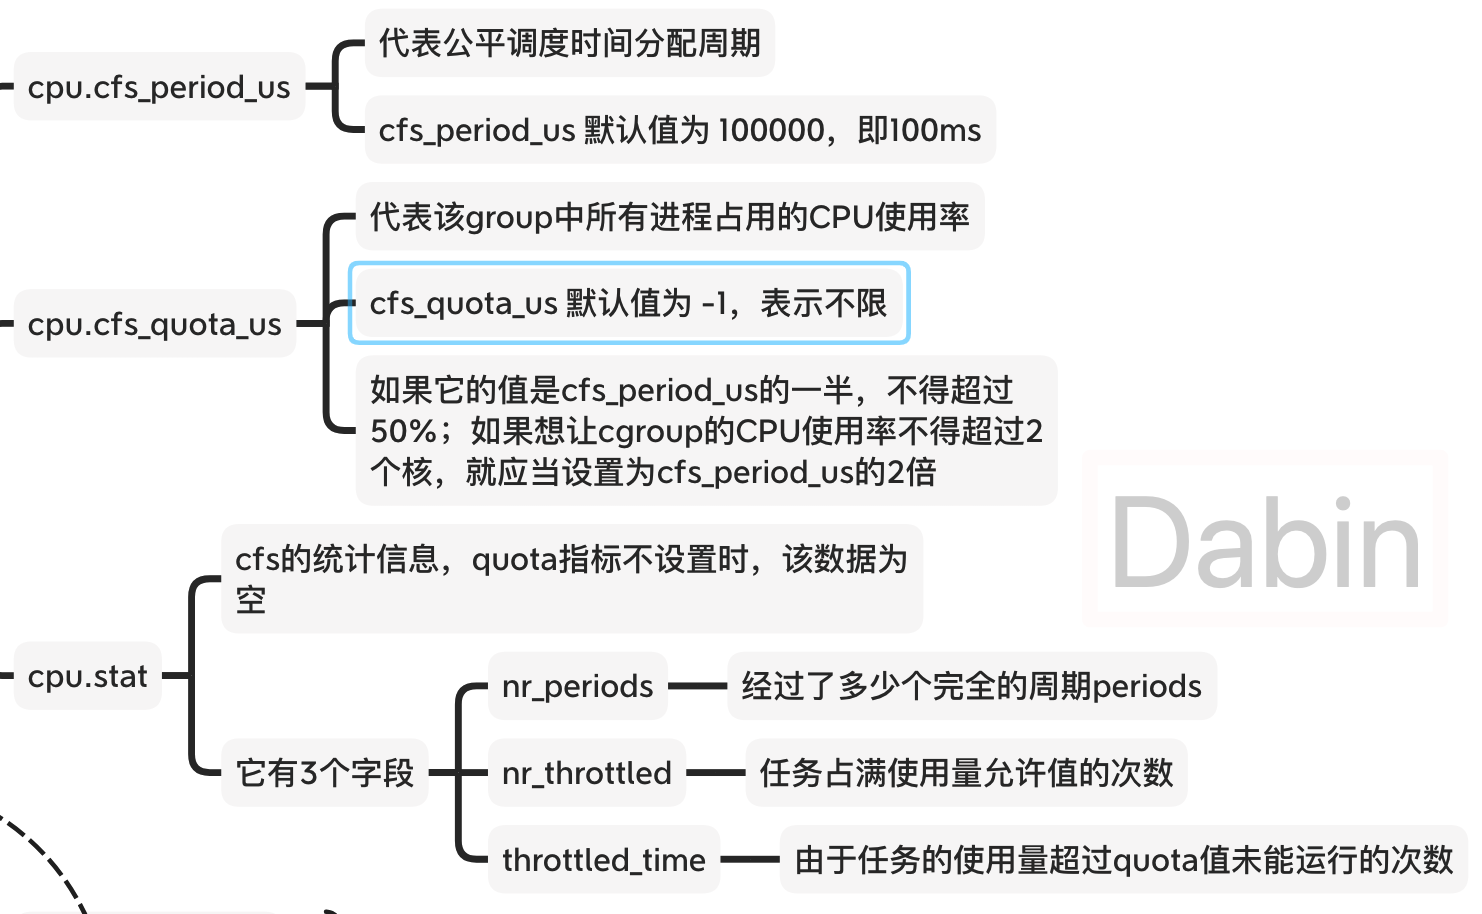 cpu.cfs_period_us
代表公平调度时间分配周期
cfs_period_us 默认值为 100000，即100ms
cpu.cfs_quota_us
代表该group中所有进程占用的CPU使用率
cfs_quota_us 默认值为 -1，表示不限
如果它的值是cfs_period_us的一半，不得超过
50%；如果想让cgroup的CPU使用率不得超过2
个核，就应当设置为cfs_period_us的2倍
Dabin
cpu.stat
cfs的统计信息，quota指标不设置时，该数据为
空
它有3个字段
nr_periods
经过了多少个完全的周期periods
nr_throttled
任务占满使用量允许值的次数
throttled_time
由于任务的使用量超过quota值未能运行的次数